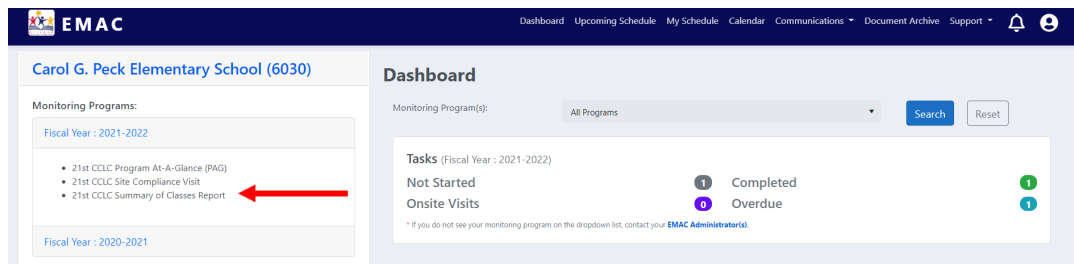 EMAC
Dashboard Upcoming Schedule My Schedule Calendar Communications Document Archive Support
Carol G. Peck Elementary School (6030)
Monitoring Programs:
Fiscal Year : 2021-2022
• 21st CCLC Program At-A-Glance (PAG)
• 21st CCLC Site Compliance Visit
• 21st CCLC Summary of Classes Report
Fiscal Year : 2020-2021
Dashboard
Monitoring Program(s): All Programs Search Reset
Tasks (Fiscal Year : 2021-2022)
Not Started 1 Completed 1
Onsite Visits 0 Overdue 1
* If you do not see your monitoring program on the dropdown list, contact your EMAC Administrator(s).